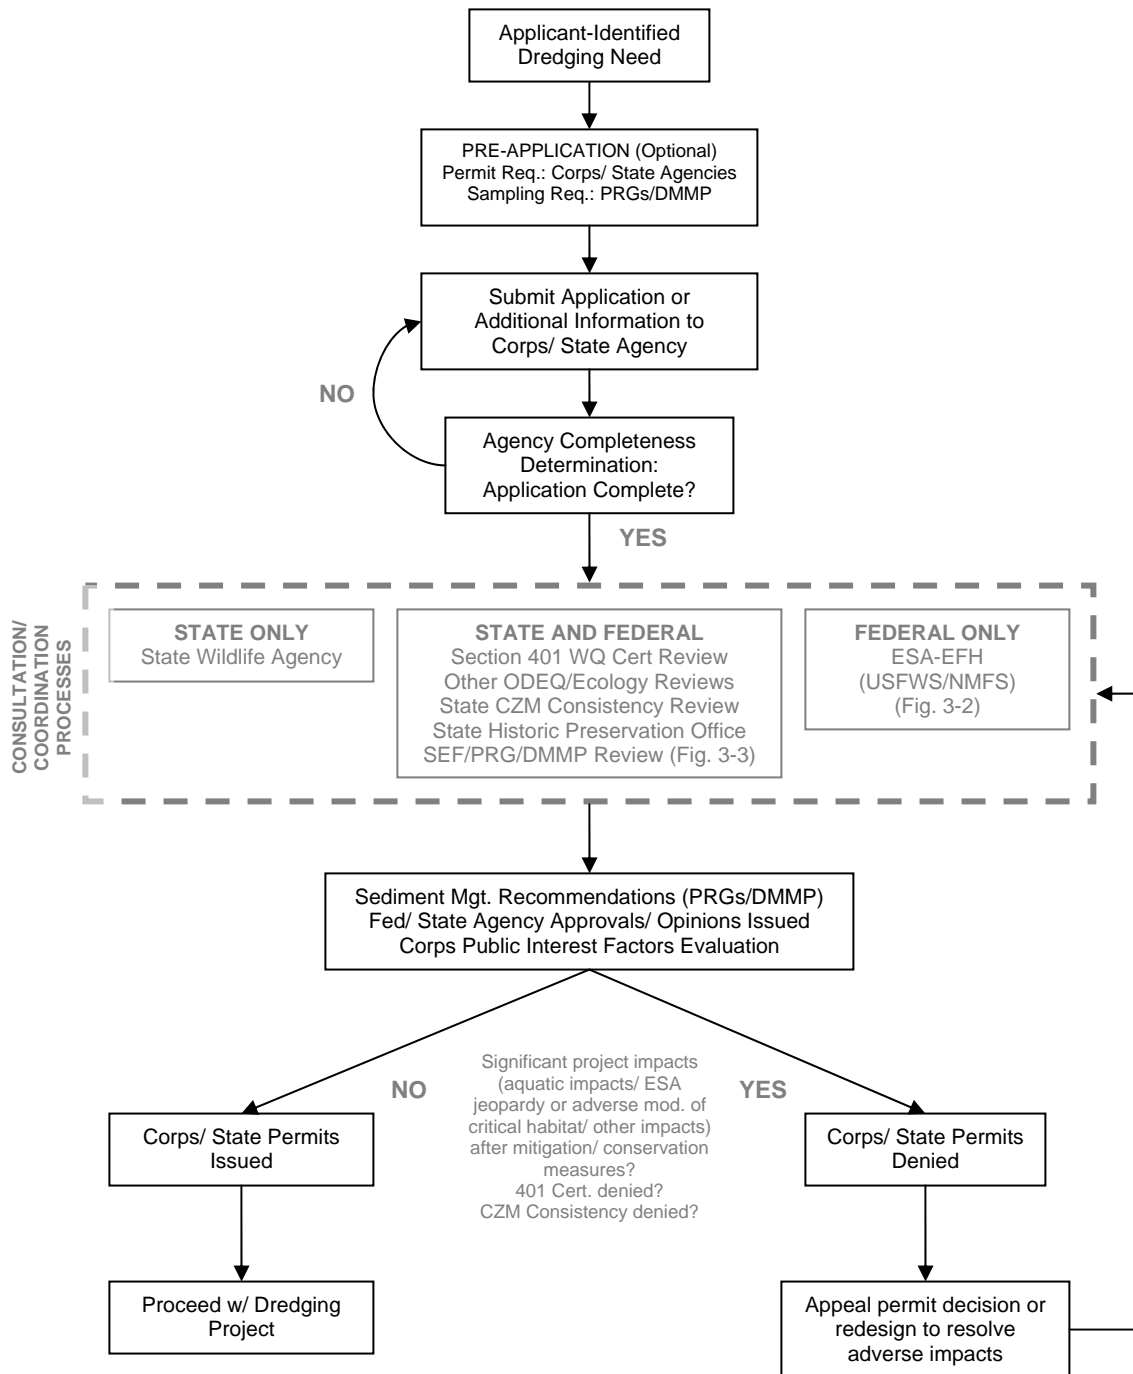 Applicant-Identified
Dredging Need
PRE-APPLICATION (Optional)
Permit Req.: Corps/ State Agencies
Sampling Req.: PRGs/DMMP
Submit Application or
Additional Information to
Corps/ State Agency
NO
Agency Completeness
Determination:
Application Complete?
YES
CONSULTATION/
COORDINATION
PROCESSES
STATE ONLY
State Wildlife Agency
STATE AND FEDERAL
Section 401 WQ Cert Review
Other ODEQ/Ecology Reviews
State CZM Consistency Review
State Historic Preservation Office
SEF/PRG/DMMP Review (Fig. 3-3)
FEDERAL ONLY
ESA-EFH
(USFWS/NMFS)
(Fig. 3-2)
Sediment Mgt. Recommendations (PRGs/DMMP)
Fed/ State Agency Approvals/ Opinions Issued
Corps Public Interest Factors Evaluation
NO
Significant project impacts
(aquatic impacts/ ESA
jeopardy or adverse mod. of
critical habitat/ other impacts)
after mitigation/ conservation
measures?
401 Cert. denied?
CZM Consistency denied?
YES
Corps/ State Permits
Issued
Corps/ State Permits
Denied
Proceed w/ Dredging
Project
Appeal permit decision or
redesign to resolve
adverse impacts